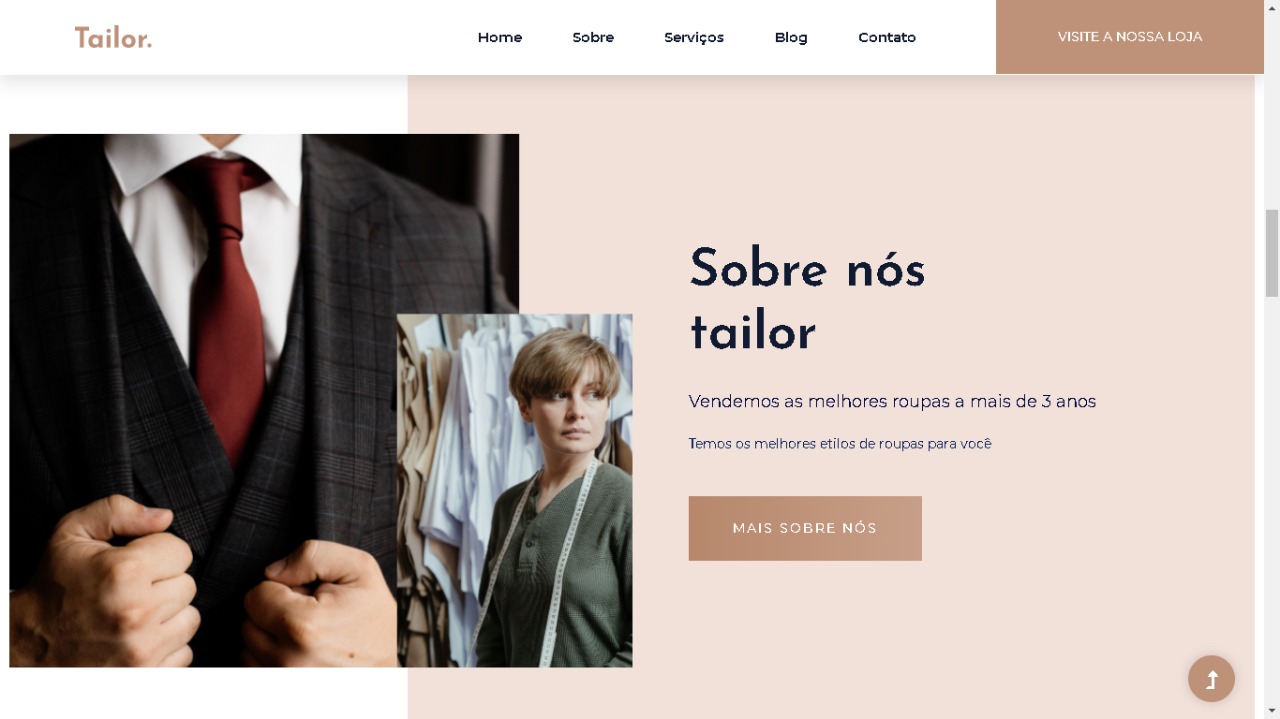 Tailor.
Home
Sobre
Serviços
Blog
Contato
VISITE A NOSSA LOJA
Sobre nós
tailor
Vendemos as melhores roupas a mais de 3 anos
Temos os melhores etilos de roupas para você
MAIS SOBRE NÓS